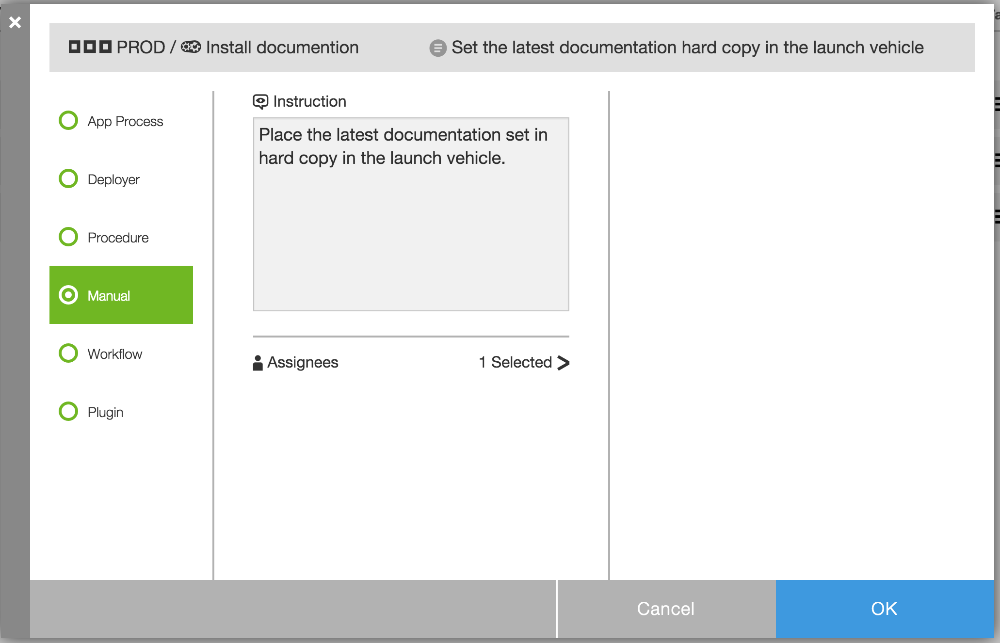 PROD / Install documention
Set the latest documentation hard copy in the launch vehicle
App Process
Deployer
Procedure
Manual
Workflow
Plugin
Instruction
Place the latest documentation set in
hard copy in the launch vehicle.
Assignees
1 Selected
Cancel
OK